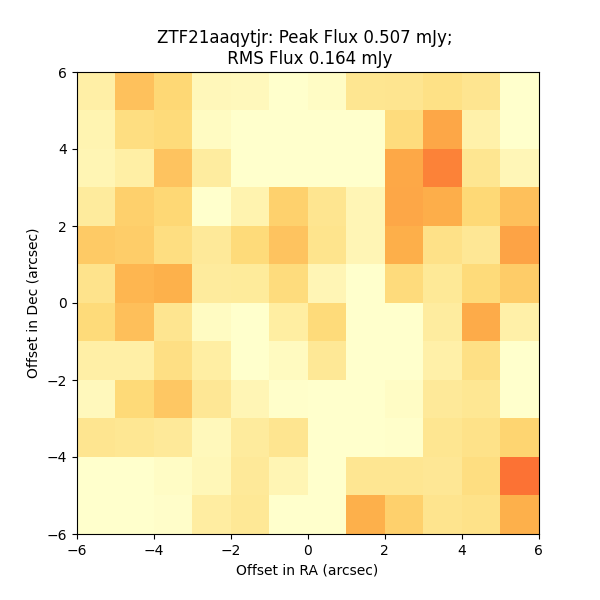 ZTF21aaqytjr: Peak Flux 0.507 mJy;
RMS Flux 0.164 mJy
6
4
2
0
−2
−4
−6
Offset in Dec (arcsec)
−6 −4 −2 0 2 4 6
Offset in RA (arcsec)